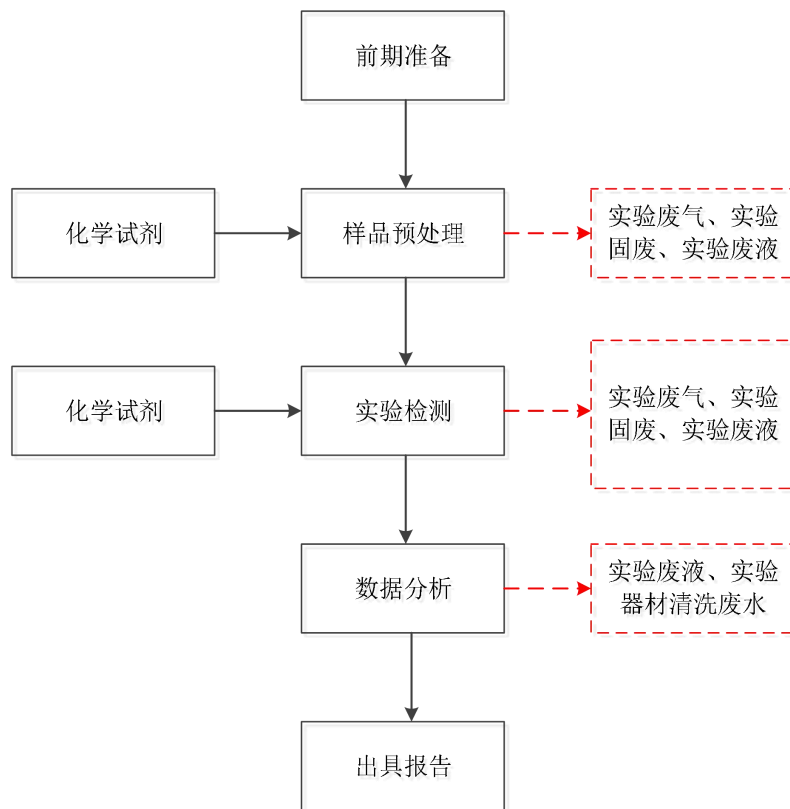 前期准备
化学试剂
样品预处理
实验废气、实验
固废、实验废液
化学试剂
实验检测
实验废气、实验
固废、实验废液
数据分析
实验废液、实验
器材清洗废水
出具报告